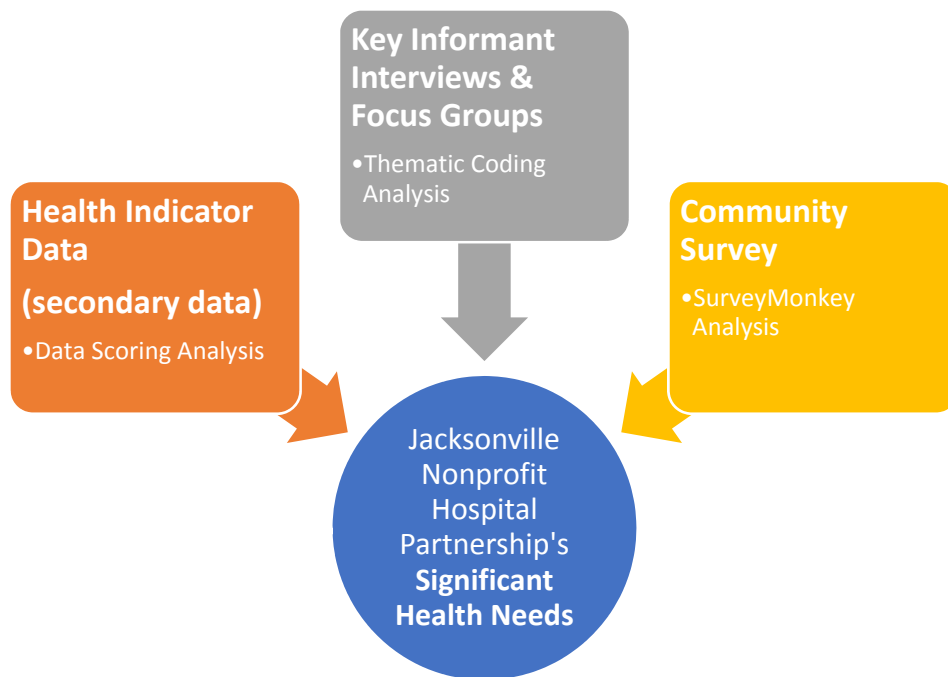 Key Informant
Interviews &
Focus Groups
•Thematic Coding
Analysis
Health Indicator
Data
(secondary data)
•Data Scoring Analysis
Community
Survey
•SurveyMonkey
Analysis
Jacksonville
Nonprofit
Hospital
Partnership's
Significant
Health Needs